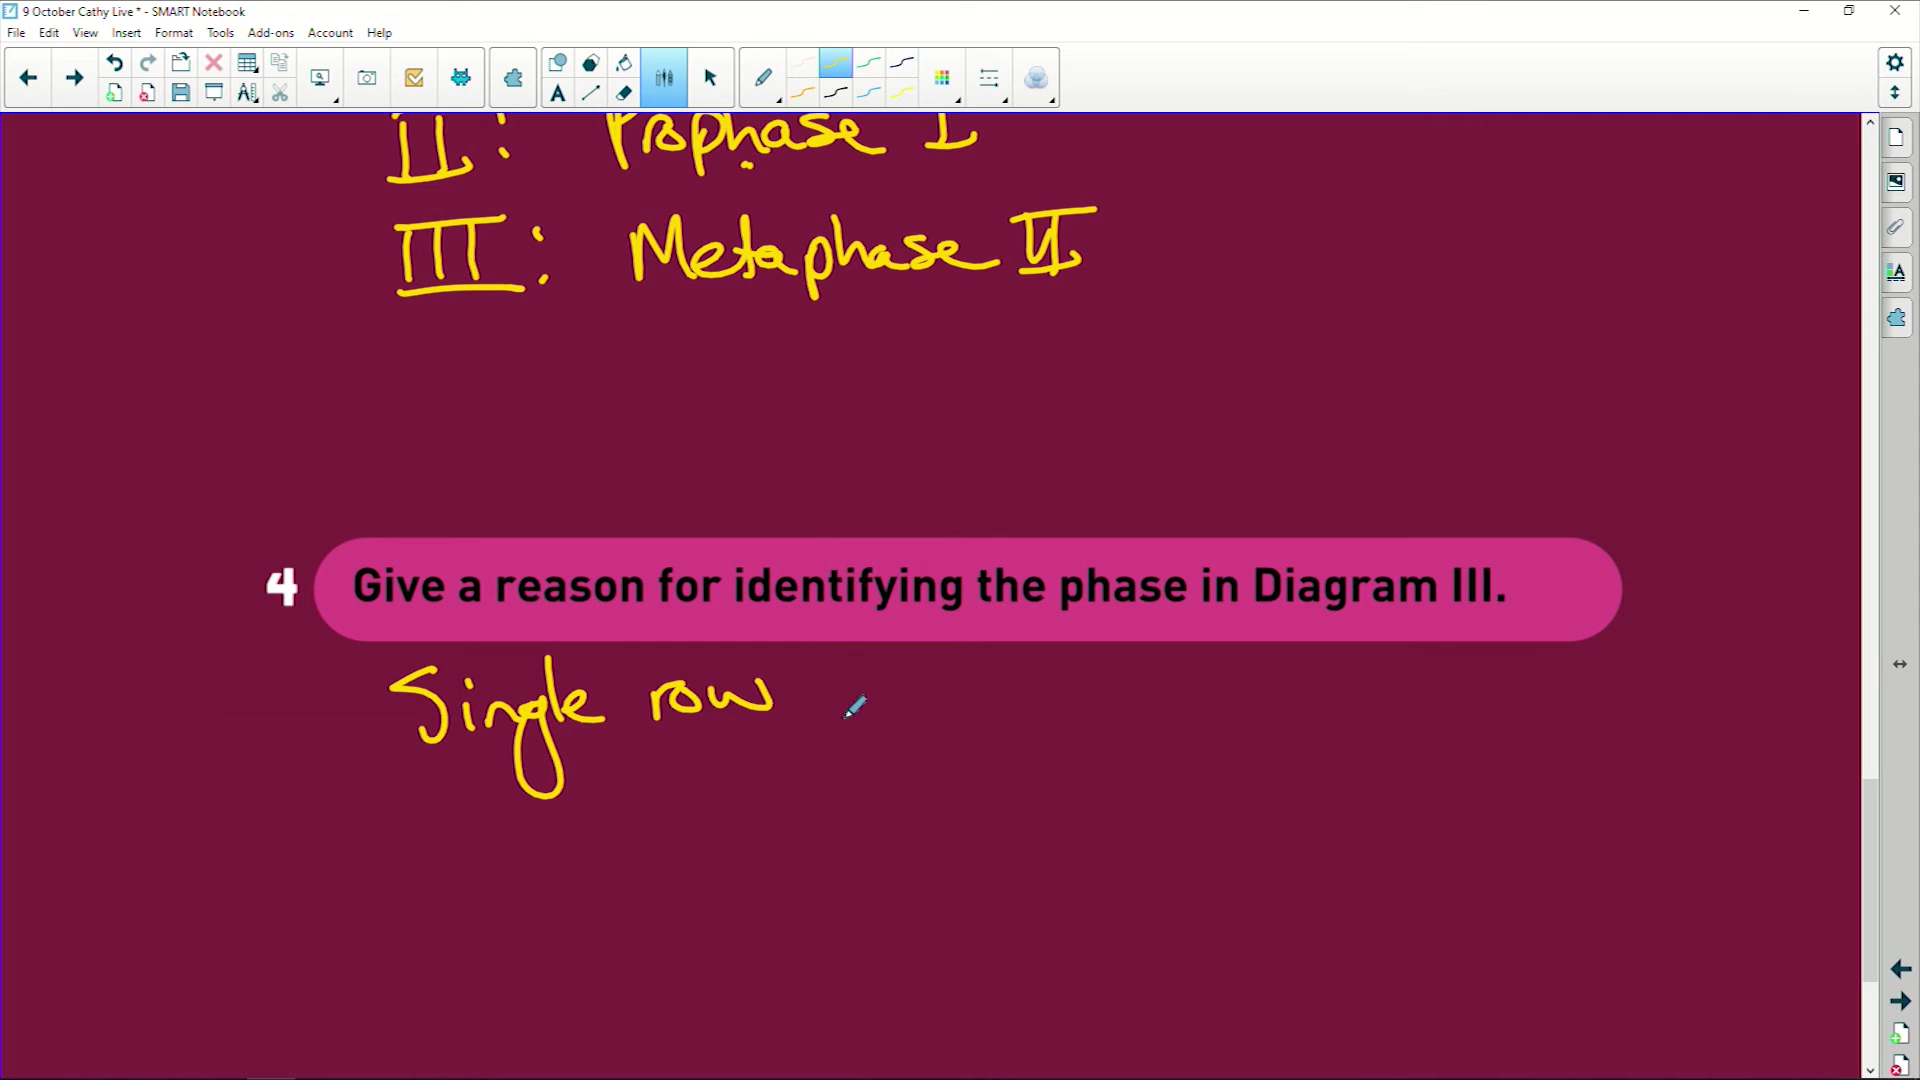 9 October Cathy Live * - SMART Notebook
File Edit View Insert Format Tools Add-ons Account Help
II: Prophase I
III: Metaphase II
4 Give a reason for identifying the phase in Diagram III.
Single row